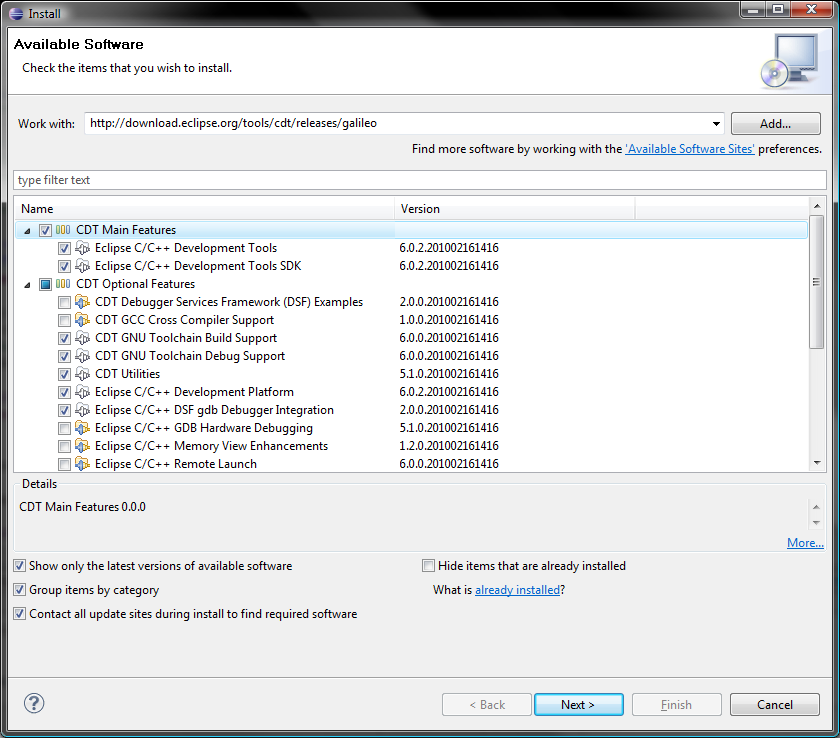 Install
Available Software
Check the items that you wish to install.
Work with: http://download.eclipse.org/tools/cdt/releases/galileo Add...
Find more software by working with the 'Available Software Sites' preferences.
type filter text
Name Version
CDT Main Features
Eclipse C/C++ Development Tools 6.0.2.201002161416
Eclipse C/C++ Development Tools SDK 6.0.2.201002161416
CDT Optional Features
CDT Debugger Services Framework (DSF) Examples 2.0.0.201002161416
CDT GCC Cross Compiler Support 1.0.0.201002161416
CDT GNU Toolchain Build Support 6.0.0.201002161416
CDT GNU Toolchain Debug Support 6.0.0.201002161416
CDT Utilities 5.1.0.201002161416
Eclipse C/C++ Development Platform 6.0.2.201002161416
Eclipse C/C++ DSF gdb Debugger Integration 2.0.0.201002161416
Eclipse C/C++ GDB Hardware Debugging 5.1.0.201002161416
Eclipse C/C++ Memory View Enhancements 1.2.0.201002161416
Eclipse C/C++ Remote Launch 6.0.0.201002161416
Details
CDT Main Features 0.0.0
More...
Show only the latest versions of available software Hide items that are already installed
Group items by category What is already installed?
Contact all update sites during install to find required software
? < Back Next > Finish Cancel